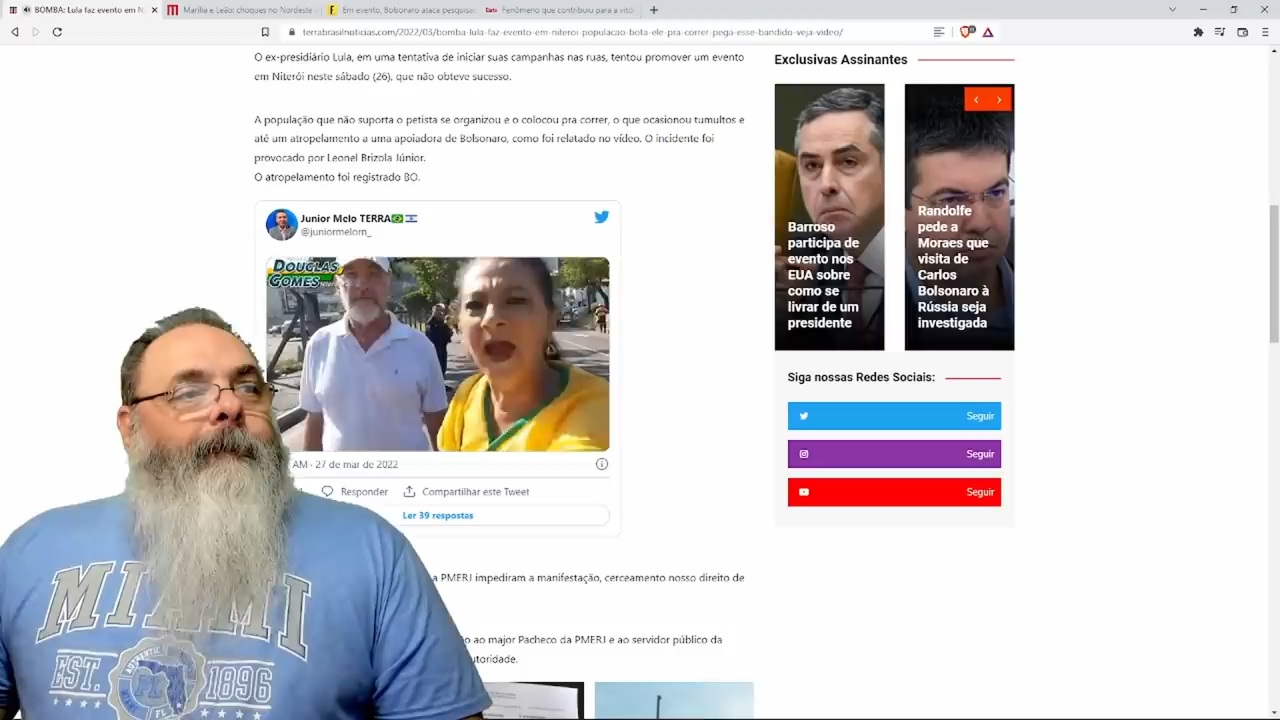 BOMBA: Lula faz evento em N
Marília e Leão: choques no Nordeste
Em evento, Bolsonaro ataca pesquisa
Fenômeno que contribuiu para a vitó
terrabrasilnoticias.com/2022/03/bomba-lula-faz-evento-em-niteroi-populacao-bota-ele-pra-correr-pega-esse-bandido-veja-video/
O ex-presidiário Lula, em uma tentativa de iniciar suas campanhas nas ruas, tentou promover um evento
em Niterói neste sábado (26), que não obteve sucesso.
A população que não suporta o petista se organizou e o colocou pra correr, o que ocasionou tumultos e
até um atropelamento a uma apoiadora de Bolsonaro, como foi relatado no vídeo. O incidente foi
provocado por Leonel Brizola Júnior.
O atropelamento foi registrado BO.
Junior Melo TERRA
@juniormelorn_
DOUGLAS
GOMES
AM · 27 de mar de 2022
Responder
Compartilhar este Tweet
Ler 39 respostas
a PMERJ impediram a manifestação, cerceamento nosso direito de
o ao major Pacheco da PMERJ e ao servidor público da
utoridade.
MIAMI
EST.
1896
Exclusivas Assinantes
Barroso
participa de
evento nos
EUA sobre
como se
livrar de um
presidente
Randolfe
pede a
Moraes que
visita de
Carlos
Bolsonaro à
Rússia seja
investigada
Siga nossas Redes Sociais:
Seguir
Seguir
Seguir